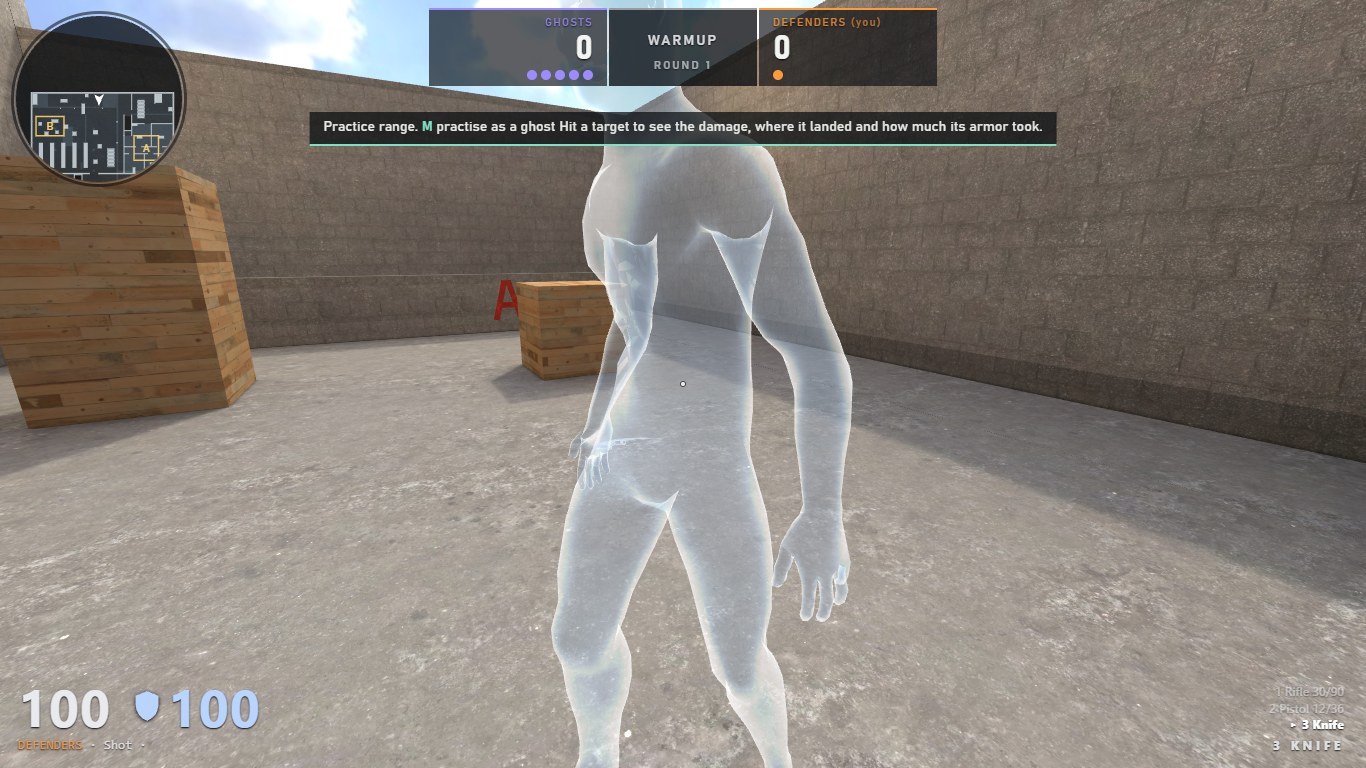 GHOSTS
0
WARMUP
ROUND 1
DEFENDERS (you)
0
Practice range. M practise as a ghost Hit a target to see the damage, where it landed and how much its armor took.
B
A
A
100 100
DEFENDERS · Shot ·
1 Rifle 30/90
2 Pistol 12/36
▸ 3 Knife
3 KNIFE